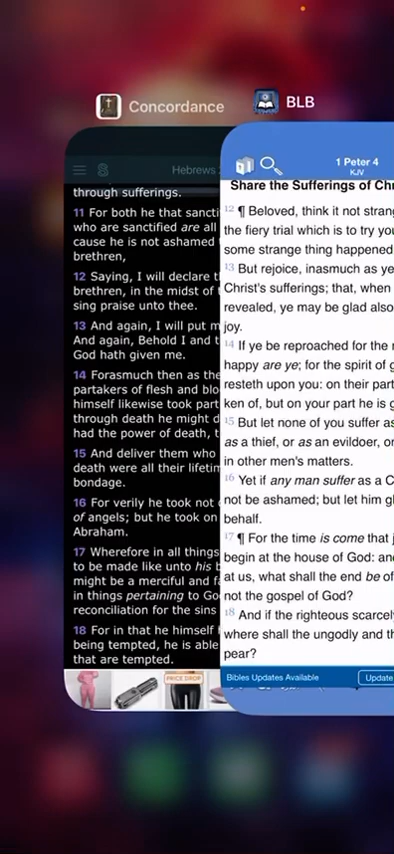 Concordance
BLB
Hebrews
through sufferings.
11 For both he that sancti
who are sanctified are all
cause he is not ashamed
brethren,
12 Saying, I will declare t
brethren, in the midst of
sing praise unto thee.
13 And again, I will put m
And again, Behold I and t
God hath given me.
14 Forasmuch then as the
partakers of flesh and blo
himself likewise took part
through death he might d
had the power of death, t
15 And deliver them who
death were all their lifetim
bondage.
16 For verily he took not
of angels; but he took on
Abraham.
17 Wherefore in all things
to be made like unto his b
might be a merciful and fa
in things pertaining to Go
reconciliation for the sins
18 For in that he himself
being tempted, he is able
that are tempted.
PRICE DROP
1 Peter 4
KJV
Share the Sufferings of Chr
12 ¶ Beloved, think it not strang
the fiery trial which is to try you
some strange thing happened
13 But rejoice, inasmuch as ye
Christ's sufferings; that, when
revealed, ye may be glad also
joy.
14 If ye be reproached for the n
happy are ye; for the spirit of g
resteth upon you: on their part
ken of, but on your part he is g
15 But let none of you suffer as
as a thief, or as an evildoer, or
in other men's matters.
16 Yet if any man suffer as a C
not be ashamed; but let him gl
behalf.
17 ¶ For the time is come that j
begin at the house of God: and
at us, what shall the end be of
not the gospel of God?
18 And if the righteous scarcely
where shall the ungodly and th
pear?
Bibles Updates Available
Update